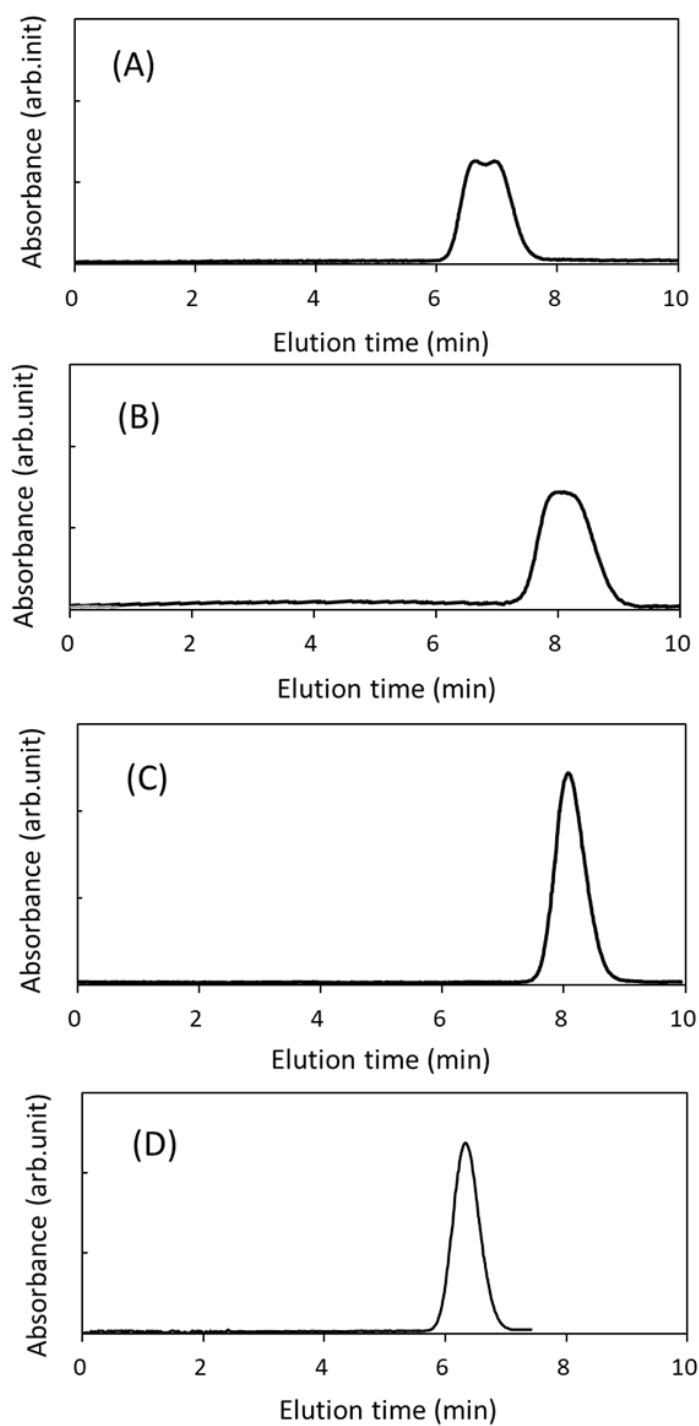 (A)
Absorbance (arb.init)
0 2 4 6 8 10
Elution time (min)
(B)
Absorbance (arb.unit)
0 2 4 6 8 10
Elution time (min)
(C)
Absorbance (arb.unit)
0 2 4 6 8 10
Elution time (min)
(D)
Absorbance (arb.unit)
0 2 4 6 8 10
Elution time (min)